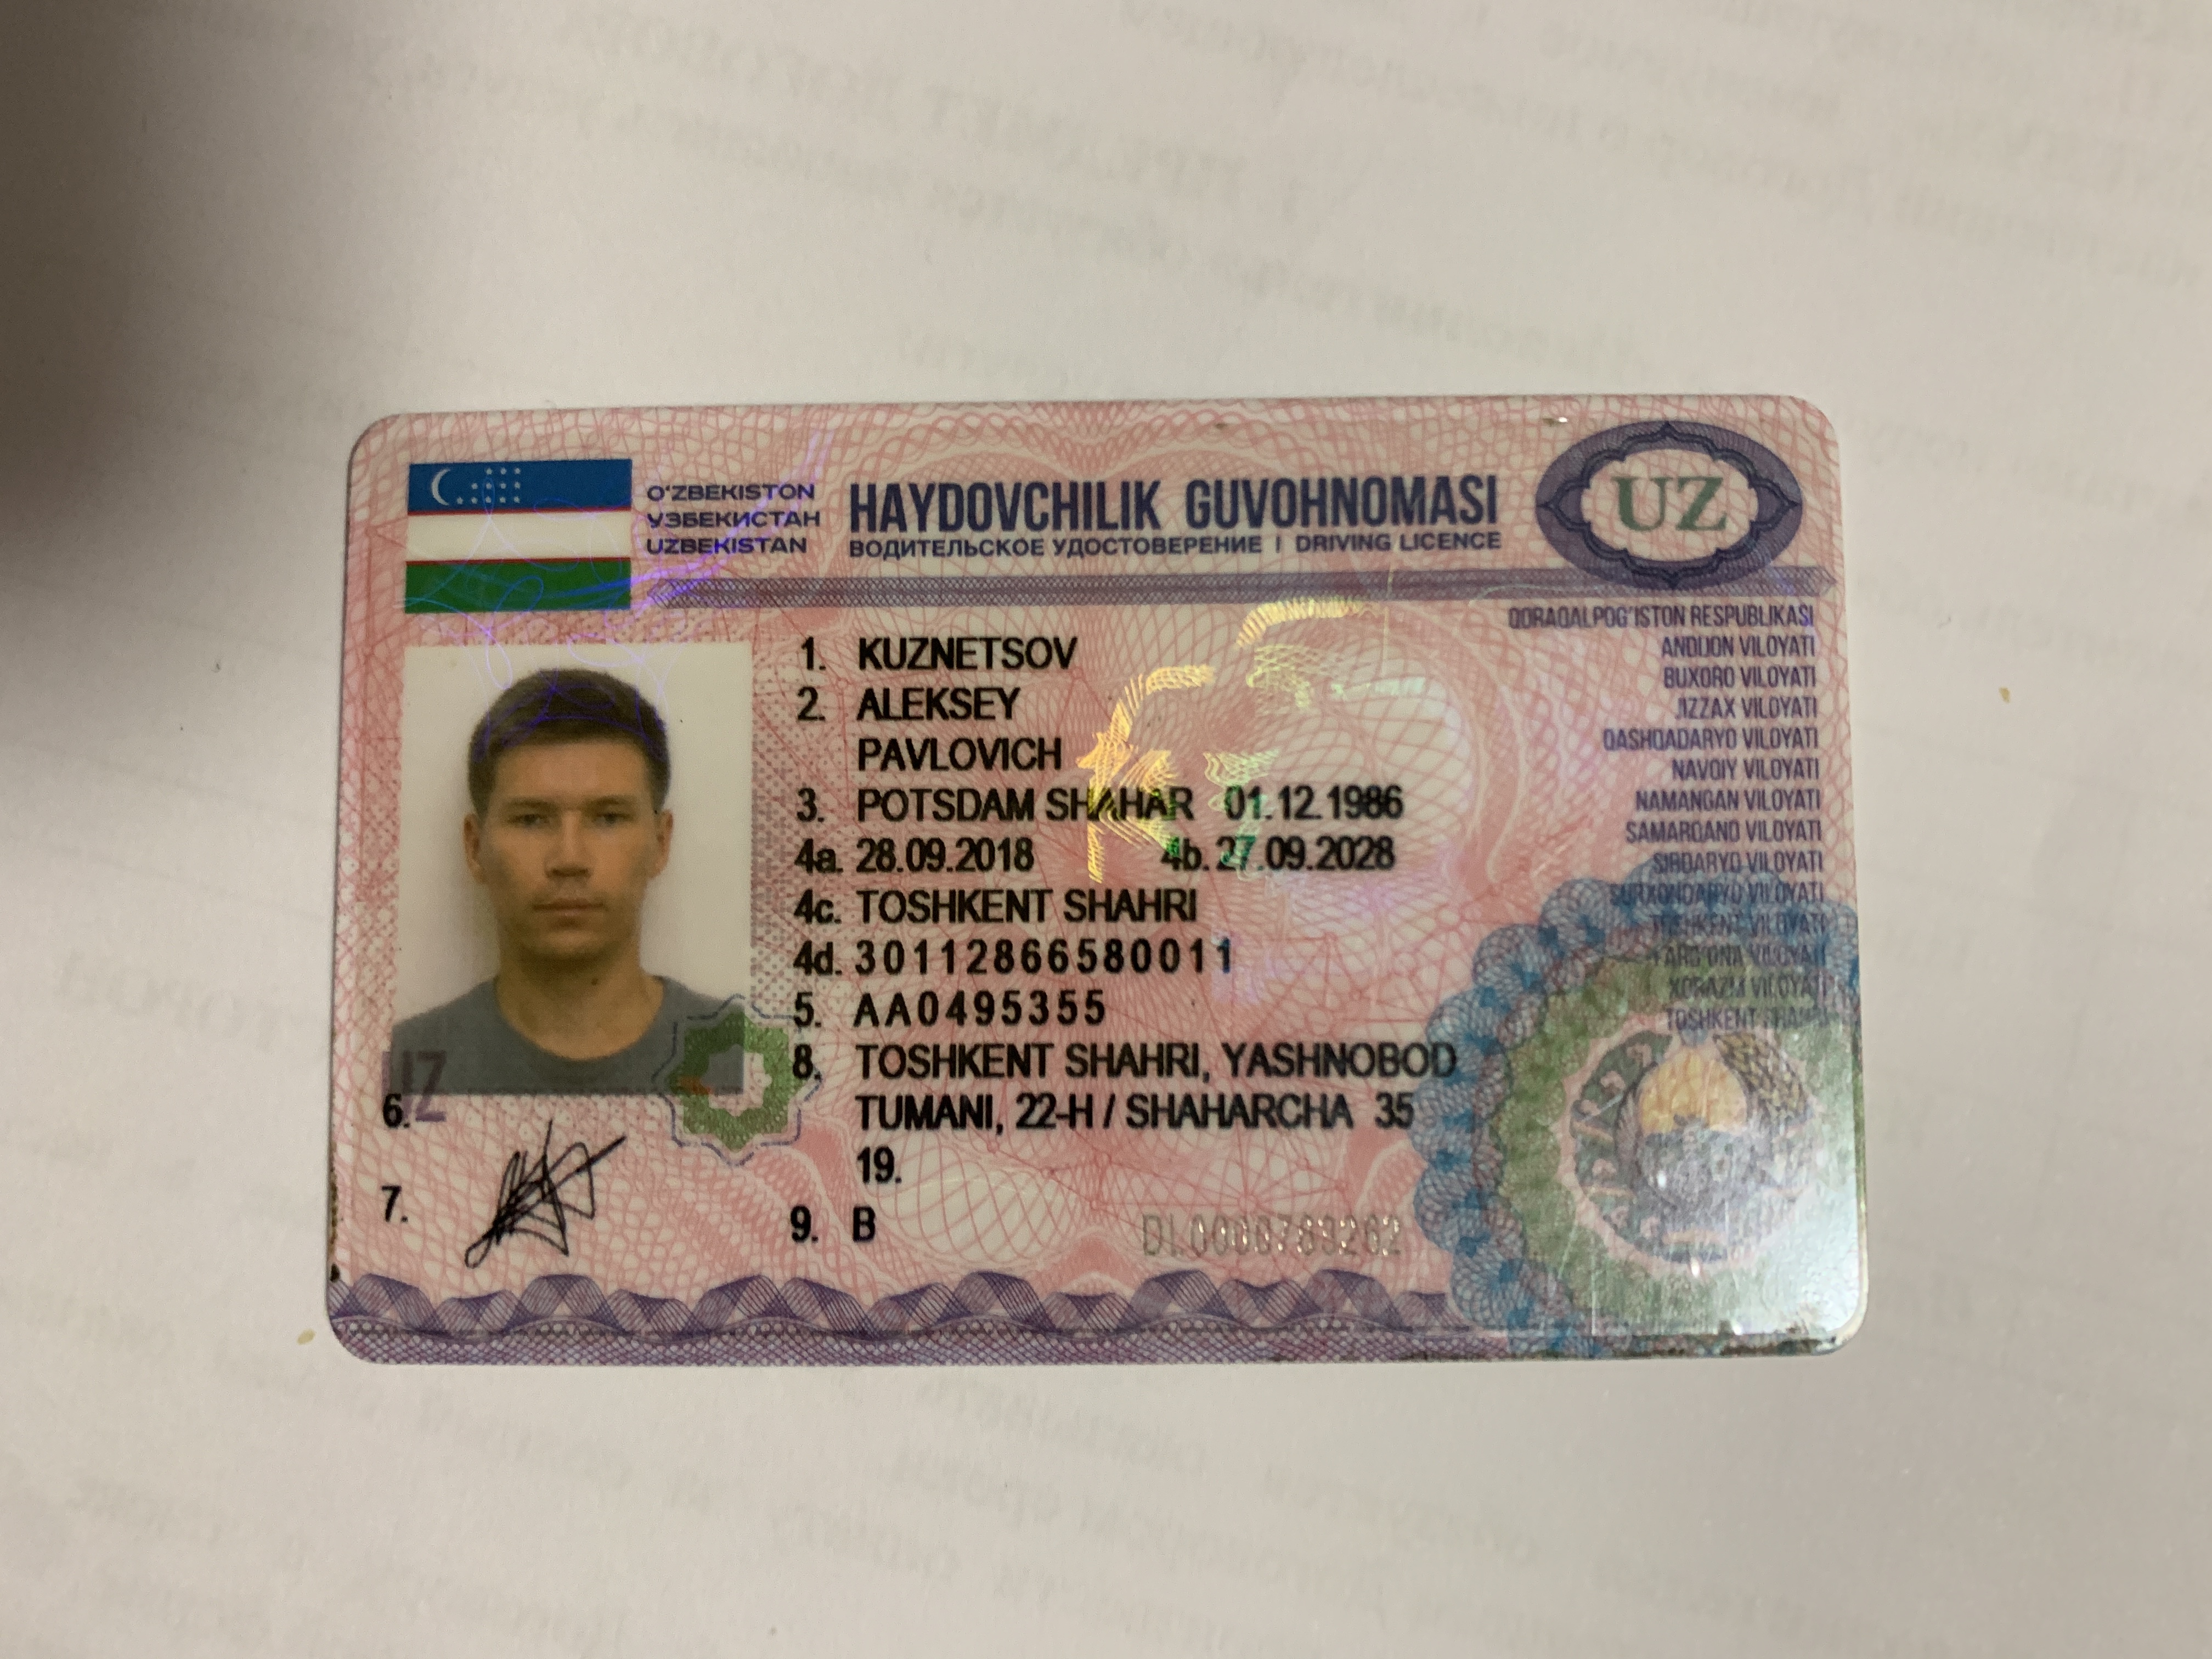 O'ZBEKISTON
УЗБЕКИСТАН
UZBEKISTAN
HAYDOVCHILIK GUVOHNOMASI
ВОДИТЕЛЬСКОЕ УДОСТОВЕРЕНИЕ | DRIVING LICENCE
UZ
QORAQALPOG'ISTON RESPUBLIKASI
ANDIJON VILOYATI
BUXORO VILOYATI
JIZZAX VILOYATI
QASHQADARYO VILOYATI
NAVOIY VILOYATI
NAMANGAN VILOYATI
SAMARQAND VILOYATI
SIRDARYO VILOYATI
SURXONDARYO VILOYATI
TOSHKENT VILOYATI
FARG'ONA VILOYATI
XORAZM VILOYATI
TOSHKENT SHAHRI
1. KUZNETSOV
2. ALEKSEY
PAVLOVICH
3. POTSDAM SHAHAR 01.12.1986
4a. 28.09.2018 4b. 27.09.2028
4c. TOSHKENT SHAHRI
4d. 30112866580011
5. AA0495355
8. TOSHKENT SHAHRI, YASHNOBOD
TUMANI, 22-H / SHAHARCHA 35
19.
9. B
DL0000789262
UZ
6.
7.